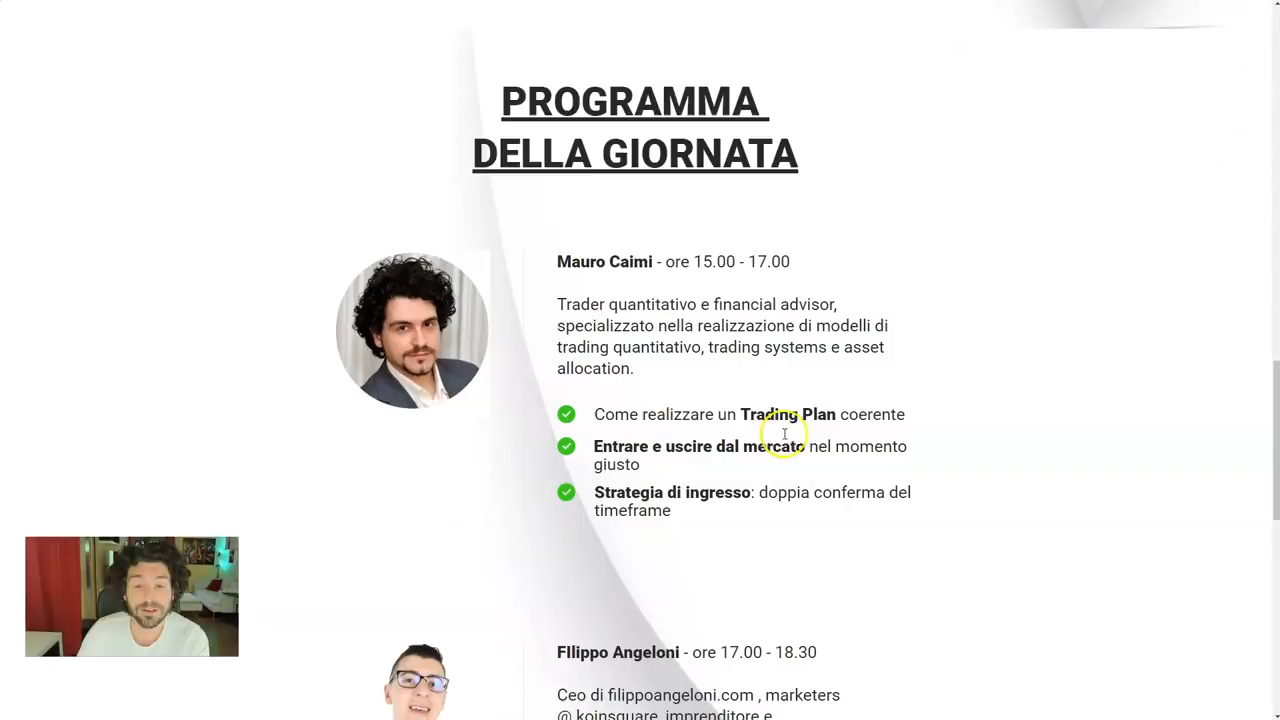 PROGRAMMA
DELLA GIORNATA
Mauro Caimi - ore 15.00 - 17.00
Trader quantitativo e financial advisor,
specializzato nella realizzazione di modelli di
trading quantitativo, trading systems e asset
allocation.
Come realizzare un Trading Plan coerente
Entrare e uscire dal mercato nel momento
giusto
Strategia di ingresso: doppia conferma del
timeframe
FIlippo Angeloni - ore 17.00 - 18.30
Ceo di filippoangeloni.com , marketers
@ koinsquare, imprenditore e